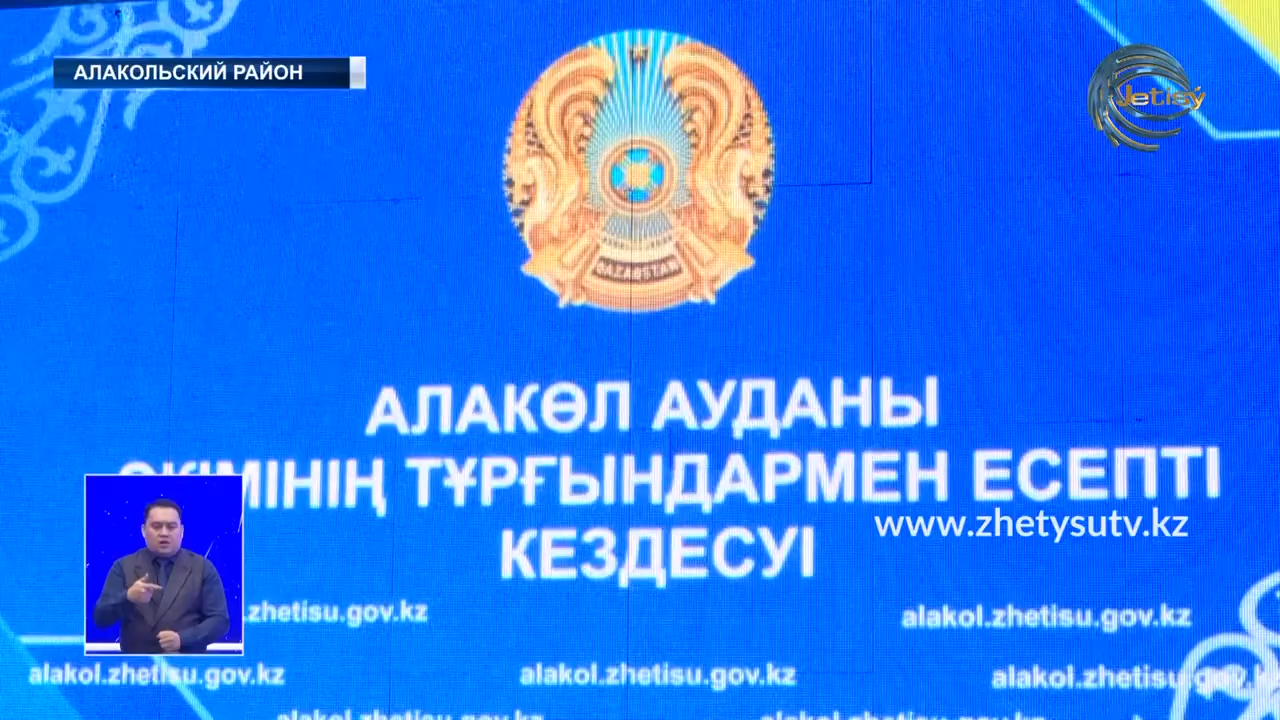 АЛАКОЛЬСКИЙ РАЙОН
Jetisý
QAZAQSTAN
АЛАКӨЛ АУДАНЫ
ӘКІМІНІҢ ТҰРҒЫНДАРМЕН ЕСЕПТІ
www.zhetysutv.kz
КЕЗДЕСУІ
.zhetisu.gov.kz
alakol.zhetisu.gov.kz
alakol.zhetisu.gov.kz
alakol.zhetisu.gov.kz
alakol.zhetisu.gov.kz